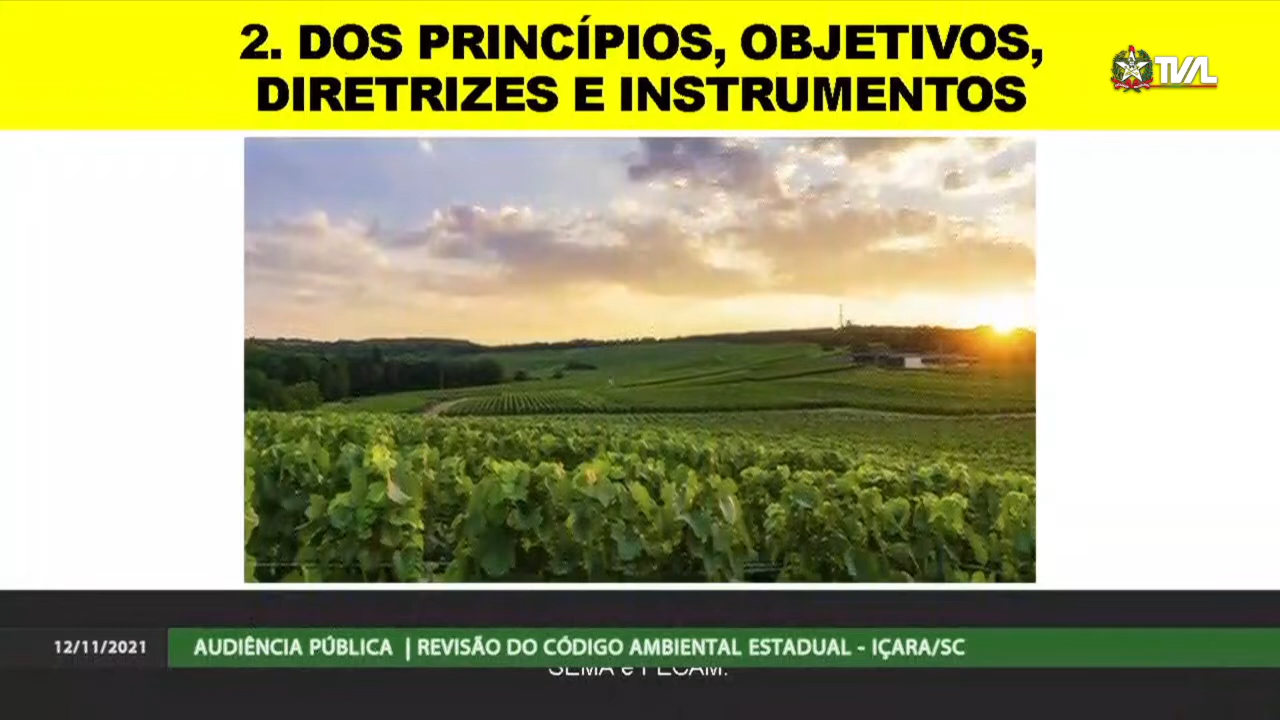 2. DOS PRINCÍPIOS, OBJETIVOS,
DIRETRIZES E INSTRUMENTOS
TVAL
12/11/2021
AUDIÊNCIA PÚBLICA | REVISÃO DO CÓDIGO AMBIENTAL ESTADUAL - IÇARA/SC